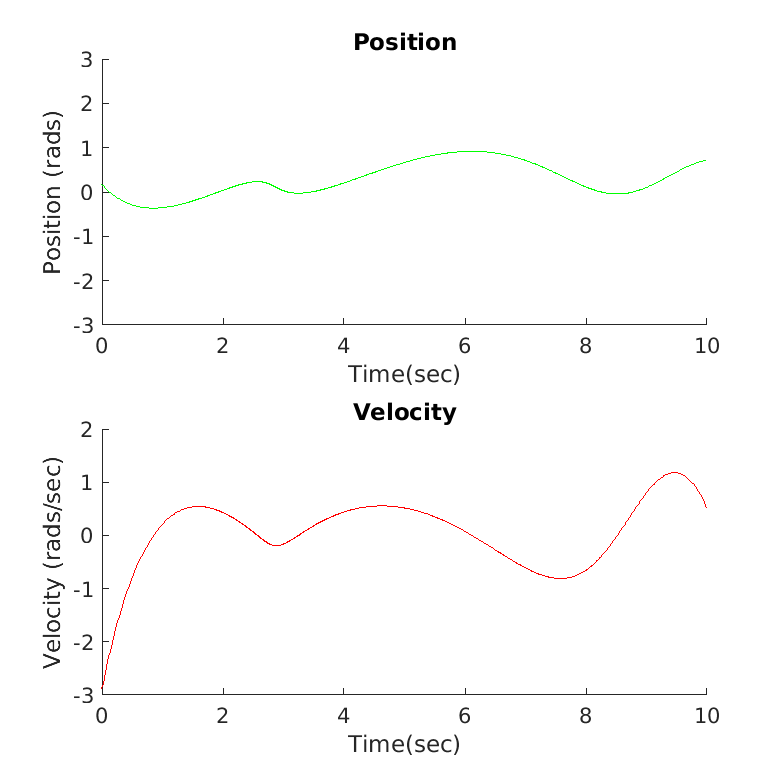 Position
3
2
1
0
-1
-2
-3
Position (rads)
0 2 4 6 8 10
Time(sec)
Velocity
2
1
0
-1
-2
-3
Velocity (rads/sec)
0 2 4 6 8 10
Time(sec)